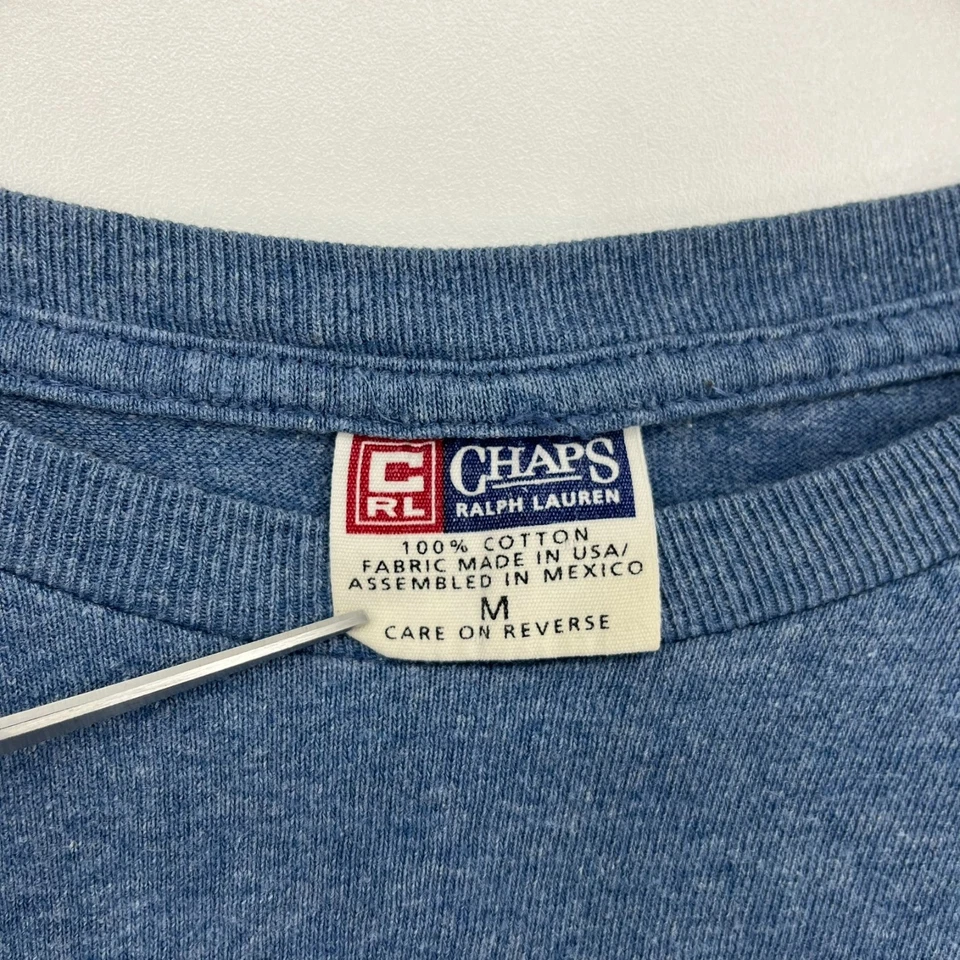 C CHAPS
RL RALPH LAUREN
100% COTTON
FABRIC MADE IN USA/
ASSEMBLED IN MEXICO
M
CARE ON REVERSE